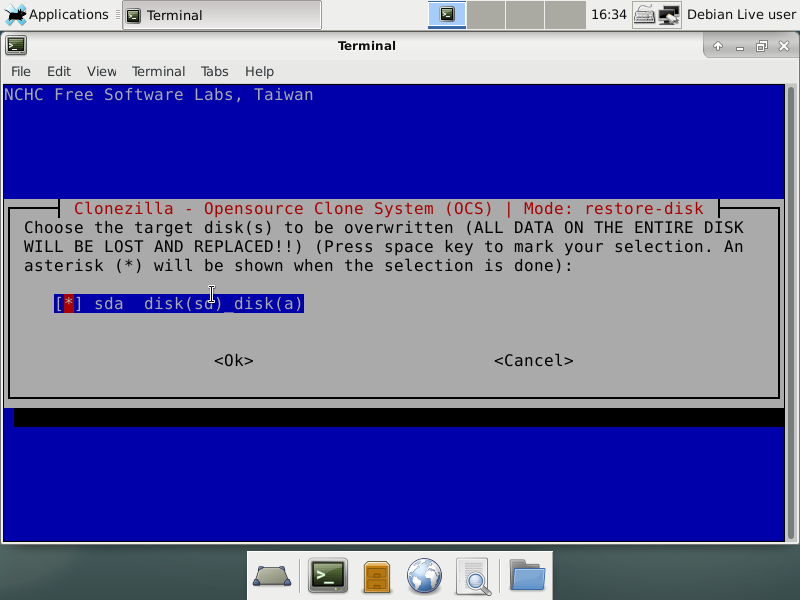 Applications
Terminal
16:34
Debian Live user
Terminal
File Edit View Terminal Tabs Help
NCHC Free Software Labs, Taiwan
Clonezilla - Opensource Clone System (OCS) | Mode: restore-disk
Choose the target disk(s) to be overwritten (ALL DATA ON THE ENTIRE DISK
WILL BE LOST AND REPLACED!!) (Press space key to mark your selection. An
asterisk (*) will be shown when the selection is done):
[*] sda disk(sd)_disk(a)
<Ok> <Cancel>